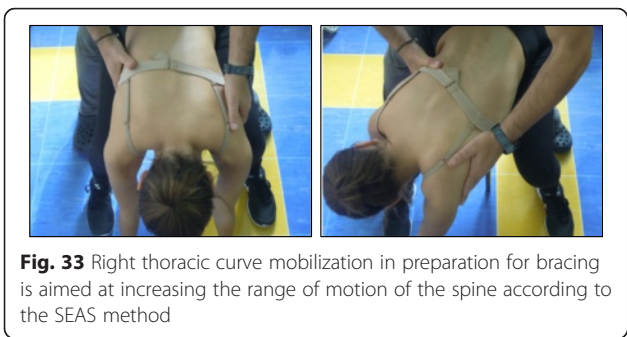 Fig. 33 Right thoracic curve mobilization in preparation for bracing
is aimed at increasing the range of motion of the spine according to
the SEAS method